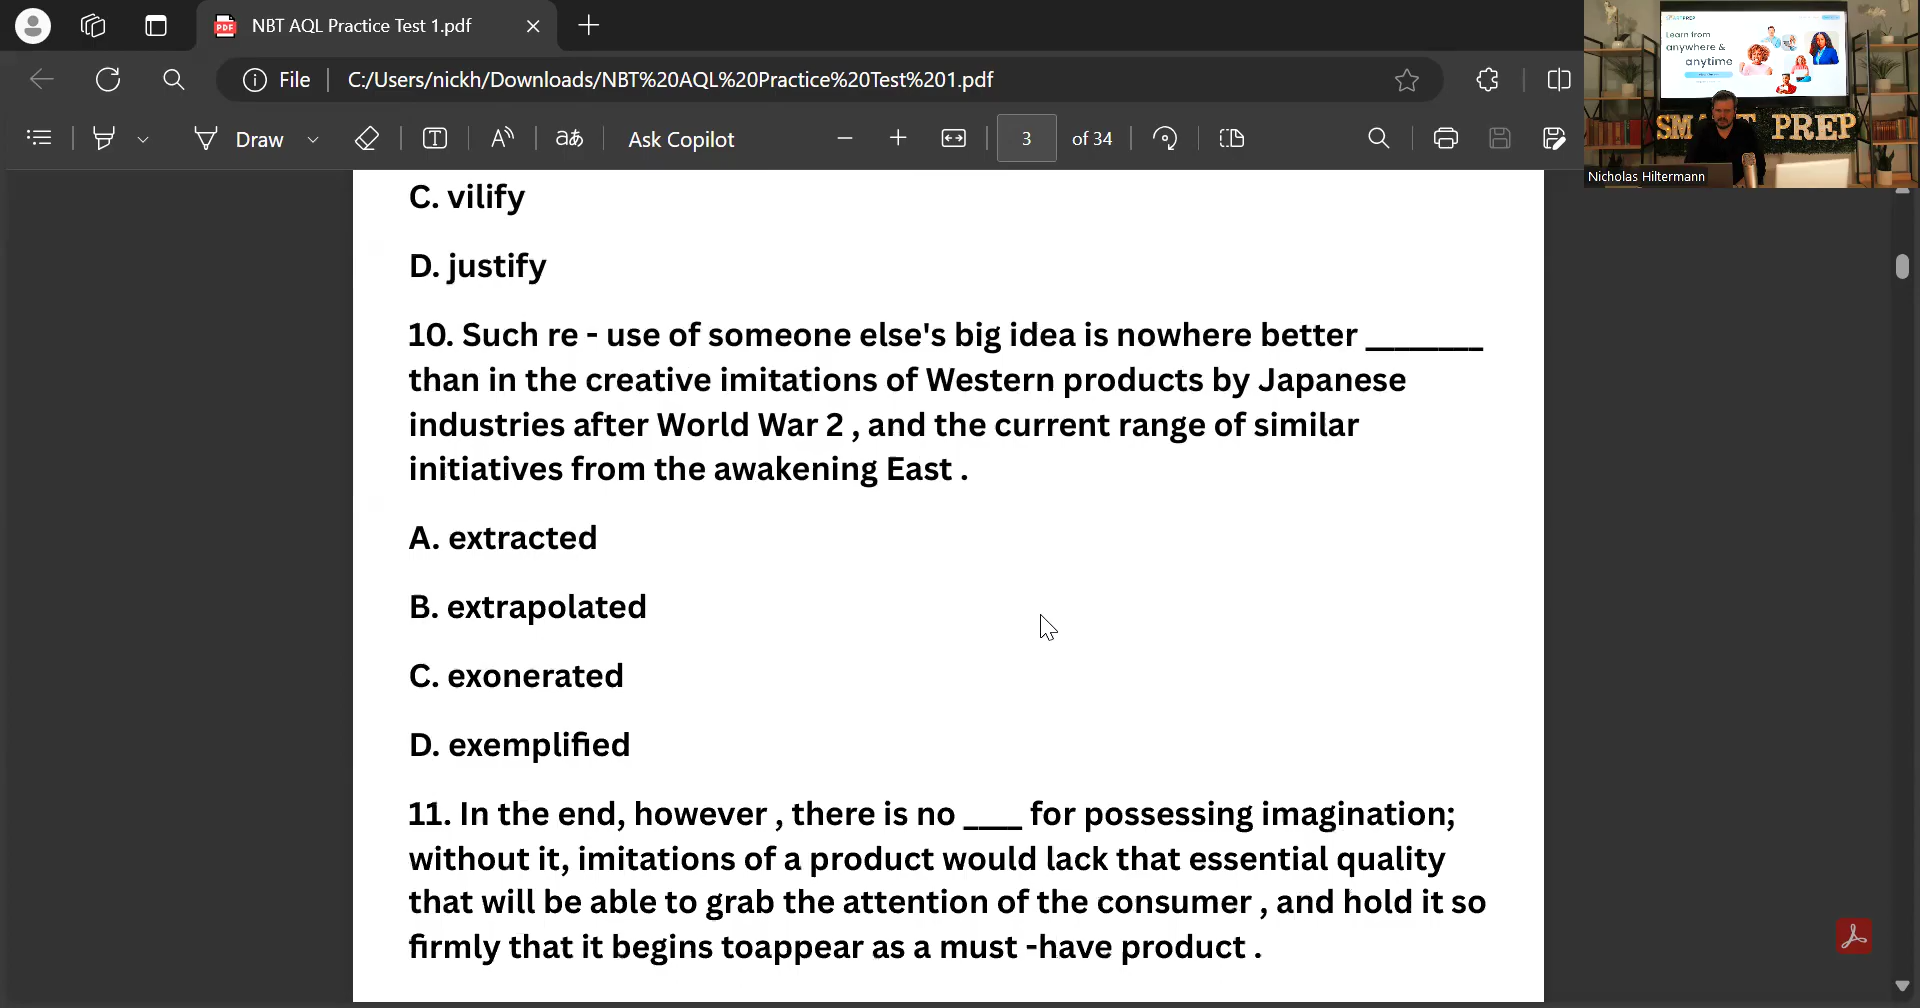 NBT AQL Practice Test 1.pdf
File
C:/Users/nickh/Downloads/NBT%20AQL%20Practice%20Test%201.pdf
Draw
Ask Copilot
3 of 34
Learn from
anywhere &
anytime
SMART PREP
Nicholas Hiltermann
C. vilify
D. justify
10. Such re - use of someone else's big idea is nowhere better ________
than in the creative imitations of Western products by Japanese
industries after World War 2 , and the current range of similar
initiatives from the awakening East .
A. extracted
B. extrapolated
C. exonerated
D. exemplified
11. In the end, however , there is no ____ for possessing imagination;
without it, imitations of a product would lack that essential quality
that will be able to grab the attention of the consumer , and hold it so
firmly that it begins toappear as a must -have product .